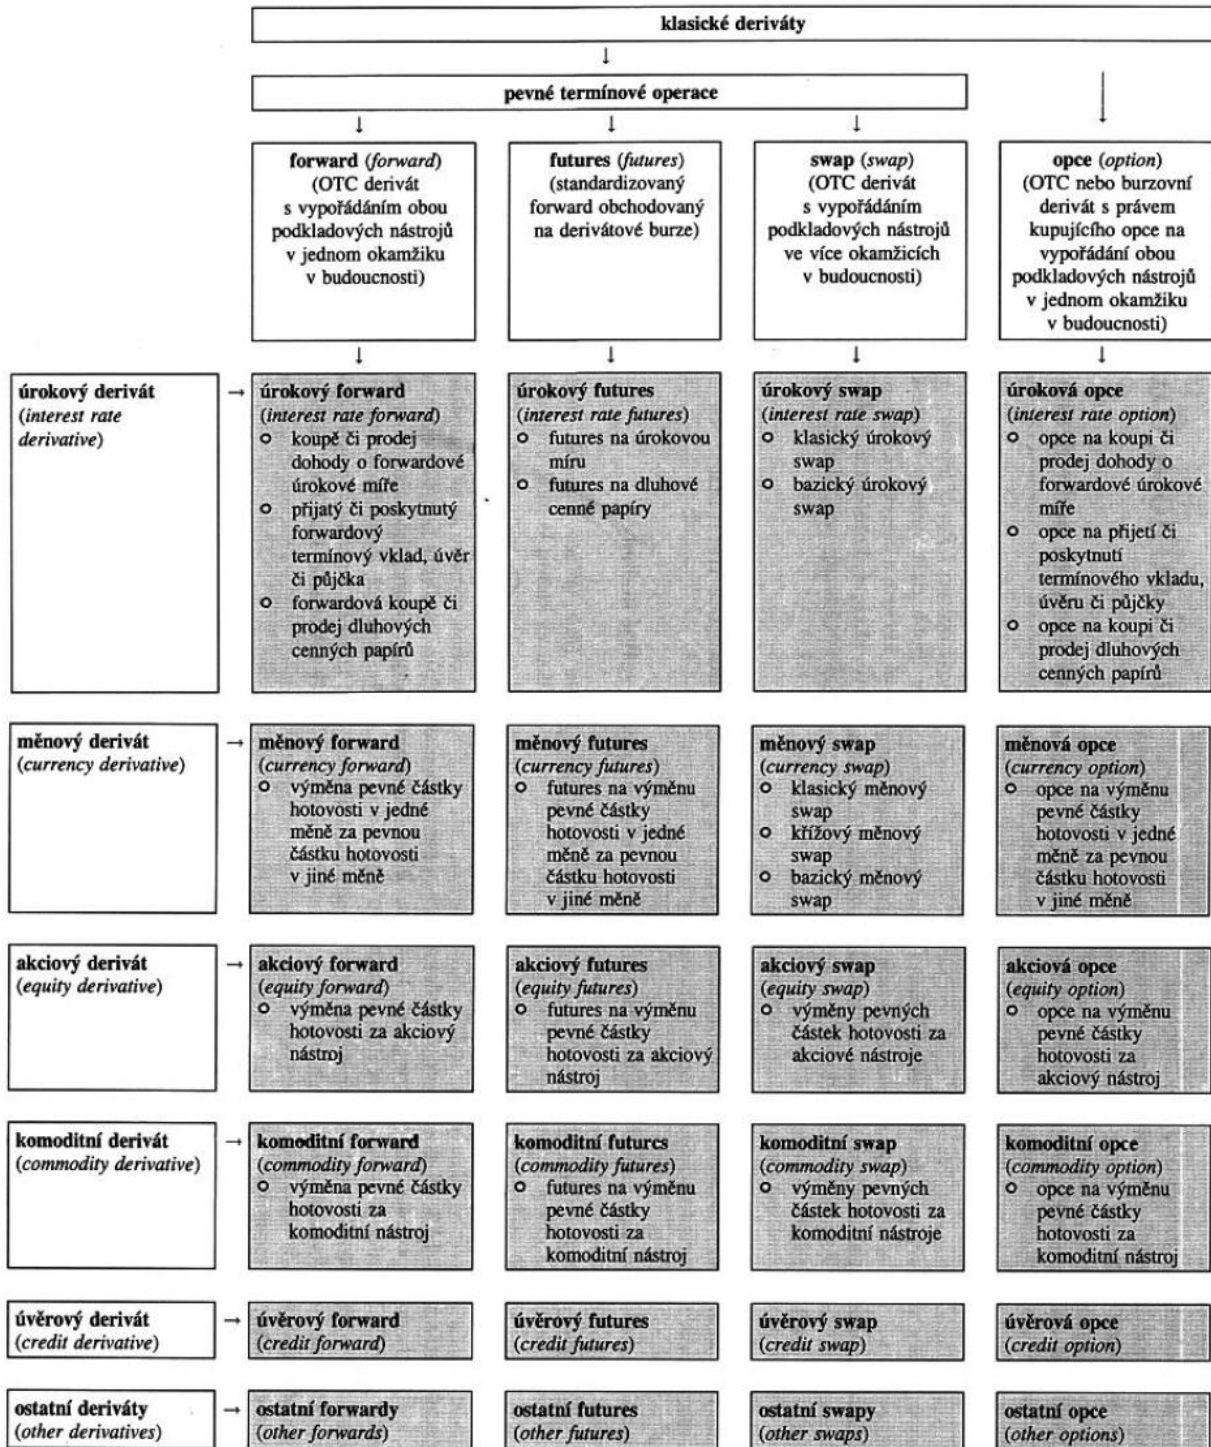 klasické deriváty
↓
pevné termínové operace
↓ ↓ ↓ ↓
forward (forward)
(OTC derivát
s vypořádáním obou
podkladových nástrojů
v jednom okamžiku
v budoucnosti)
futures (futures)
(standardizovaný
forward obchodovaný
na derivátové burze)
swap (swap)
(OTC derivát
s vypořádáním
podkladových nástrojů
ve více okamžicích
v budoucnosti)
opce (option)
(OTC nebo burzovní
derivát s právem
kupujícího opce na
vypořádání obou
podkladových nástrojů
v jednom okamžiku
v budoucnosti)
↓ ↓ ↓ ↓
úrokový derivát
(interest rate
derivative)
→
úrokový forward
(interest rate forward)
o koupě či prodej
dohody o forwardové
úrokové míře
o přijatý či poskytnutý
forwardový
termínový vklad, úvěr
či půjčka
o forwardová koupě či
prodej dluhových
cenných papírů
úrokový futures
(interest rate futures)
o futures na úrokovou
míru
o futures na dluhové
cenné papíry
úrokový swap
(interest rate swap)
o klasický úrokový
swap
o bazický úrokový
swap
úroková opce
(interest rate option)
o opce na koupi či
prodej dohody o
forwardové úrokové
míře
o opce na přijetí či
poskytnutí
termínového vkladu,
úvěru či půjčky
o opce na koupi či
prodej dluhových
cenných papírů
měnový derivát
(currency derivative)
→
měnový forward
(currency forward)
o výměna pevné částky
hotovosti v jedné
měně za pevnou
částku hotovosti
v jiné měně
měnový futures
(currency futures)
o futures na výměnu
pevné částky
hotovosti v jedné
měně za pevnou
částku hotovosti
v jiné měně
měnový swap
(currency swap)
o klasický měnový
swap
o křížový měnový
swap
o bazický měnový
swap
měnová opce
(currency option)
o opce na výměnu
pevné částky
hotovosti v jedné
měně za pevnou
částku hotovosti
v jiné měně
akciový derivát
(equity derivative)
→
akciový forward
(equity forward)
o výměna pevné částky
hotovosti za akciový
nástroj
akciový futures
(equity futures)
o futures na výměnu
pevné částky
hotovosti za akciový
nástroj
akciový swap
(equity swap)
o výměny pevných
částek hotovosti za
akciové nástroje
akciová opce
(equity option)
o opce na výměnu
pevné částky
hotovosti za
akciový nástroj
komoditní derivát
(commodity derivative)
→
komoditní forward
(commodity forward)
o výměna pevné částky
hotovosti za
komoditní nástroj
komoditní futures
(commodity futures)
o futures na výměnu
pevné částky
hotovosti za
komoditní nástroj
komoditní swap
(commodity swap)
o výměny pevných
částek hotovosti za
komoditní nástroje
komoditní opce
(commodity option)
o opce na výměnu
pevné částky
hotovosti za
komoditní nástroj
úvěrový derivát
(credit derivative)
→
úvěrový forward
(credit forward)
úvěrový futures
(credit futures)
úvěrový swap
(credit swap)
úvěrová opce
(credit option)
ostatní deriváty
(other derivatives)
→
ostatní forwardy
(other forwards)
ostatní futures
(other futures)
ostatní swapy
(other swaps)
ostatní opce
(other options)